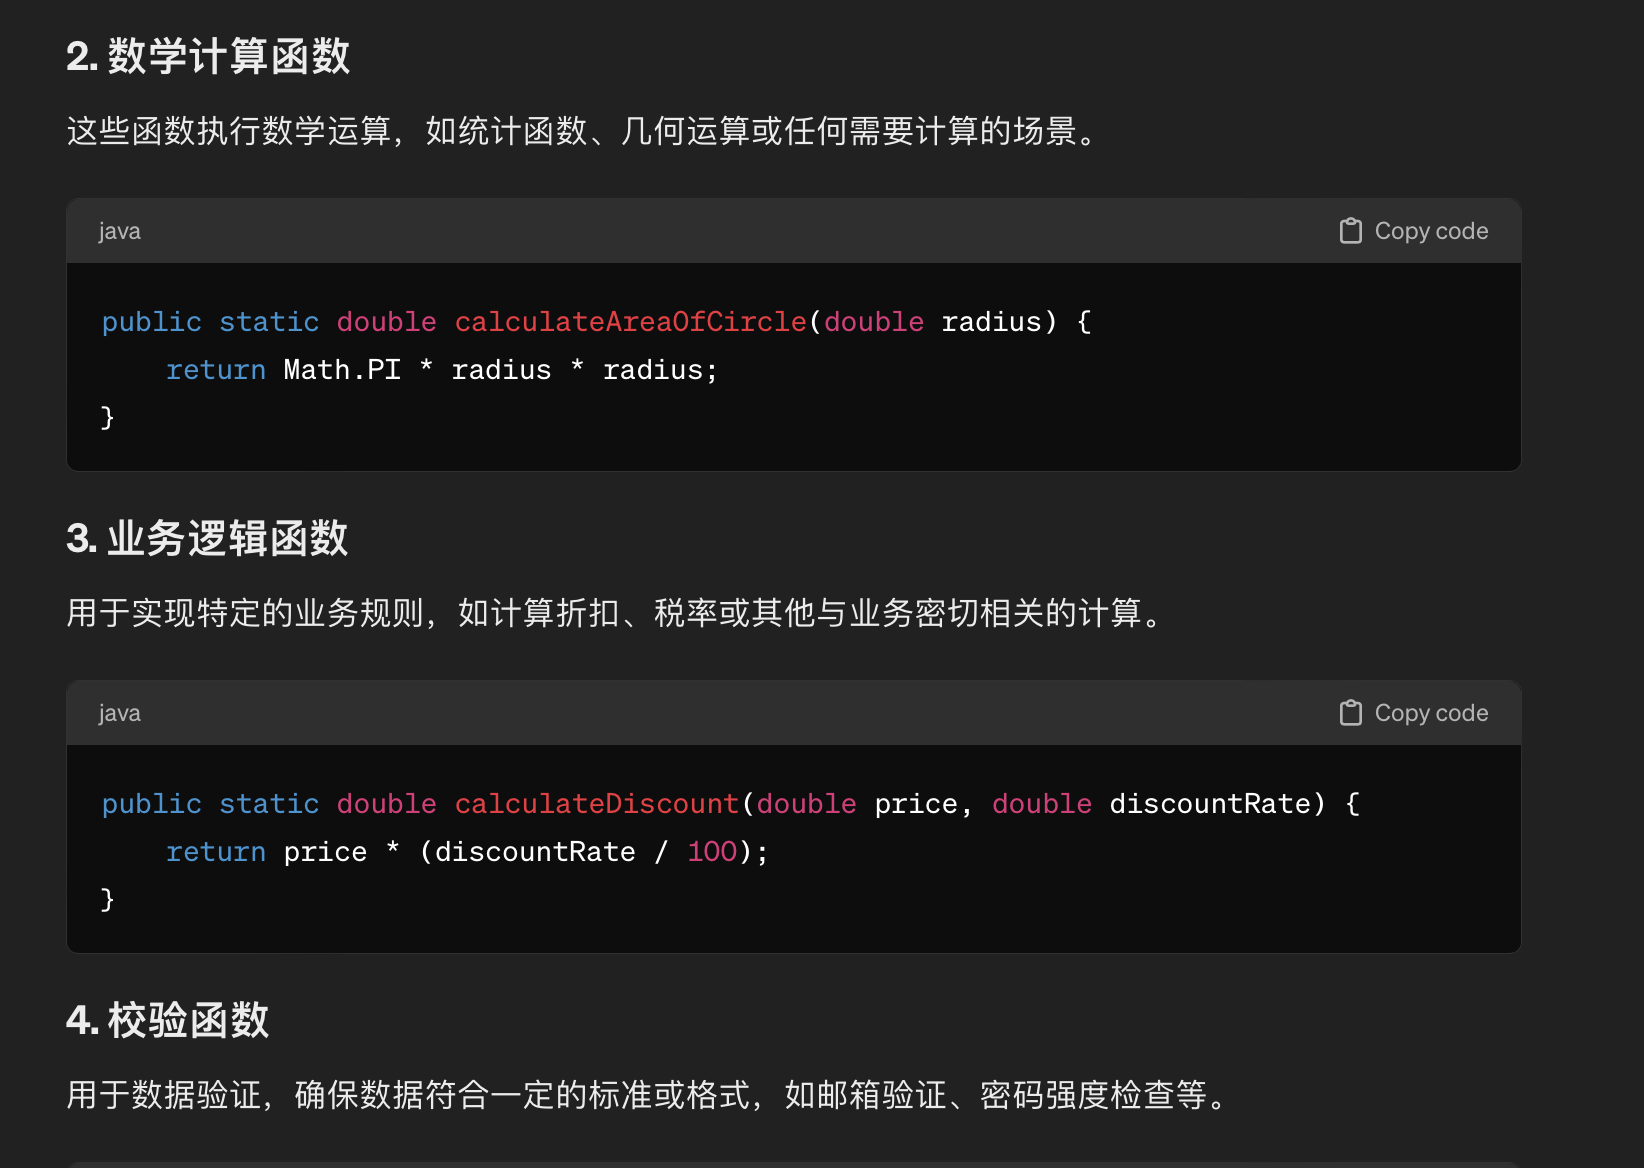 2. 数学计算函数
这些函数执行数学运算，如统计函数、几何运算或任何需要计算的场景。
java Copy code
public static double calculateAreaOfCircle(double radius) {
    return Math.PI * radius * radius;
}
3. 业务逻辑函数
用于实现特定的业务规则，如计算折扣、税率或其他与业务密切相关的计算。
java Copy code
public static double calculateDiscount(double price, double discountRate) {
    return price * (discountRate / 100);
}
4. 校验函数
用于数据验证，确保数据符合一定的标准或格式，如邮箱验证、密码强度检查等。